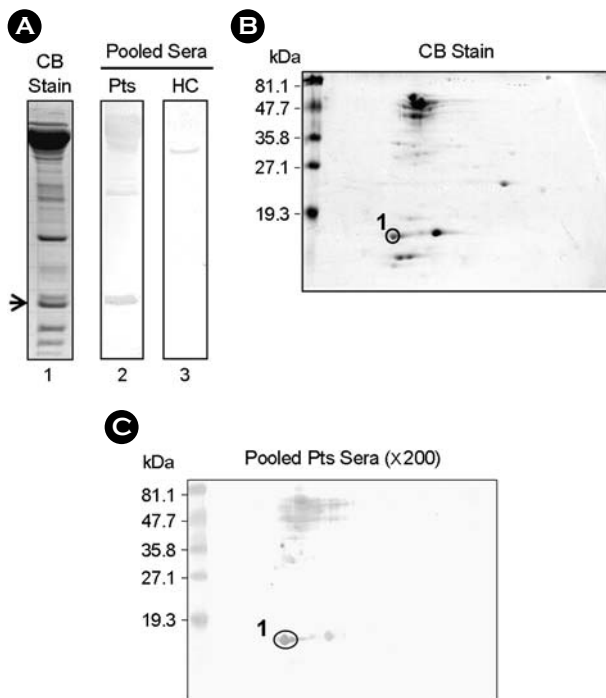 A
CB
Stain
Pooled Sera
Pts
HC
1
2
3
B
kDa
CB Stain
81.1
47.7
35.8
27.1
19.3
1
C
kDa
Pooled Pts Sera (×200)
81.1
47.7
35.8
27.1
19.3
1